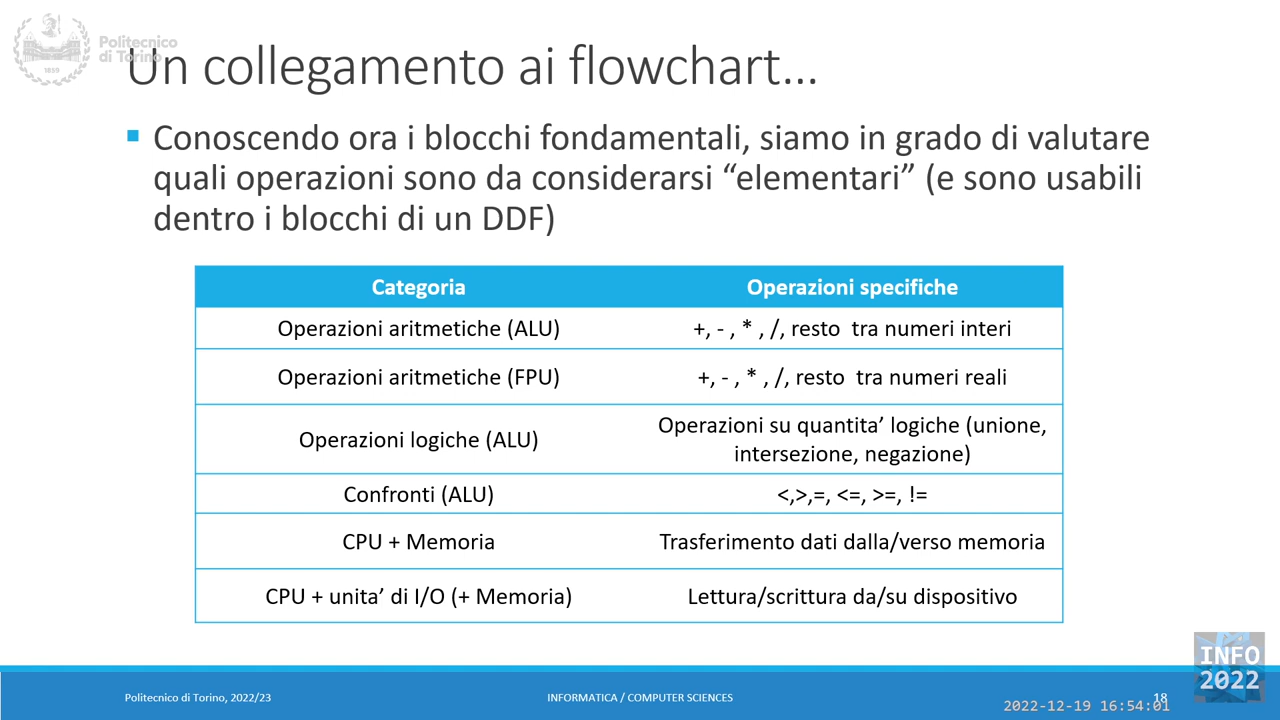 Politecnico
di Torino
1859
Un collegamento ai flowchart...
Conoscendo ora i blocchi fondamentali, siamo in grado di valutare
quali operazioni sono da considerarsi “elementari” (e sono usabili
dentro i blocchi di un DDF)
Categoria Operazioni specifiche
Operazioni aritmetiche (ALU) +, - , * , /, resto tra numeri interi
Operazioni aritmetiche (FPU) +, - , * , /, resto tra numeri reali
Operazioni logiche (ALU) Operazioni su quantita’ logiche (unione,
intersezione, negazione)
Confronti (ALU) <,>,=, <=, >=, !=
CPU + Memoria Trasferimento dati dalla/verso memoria
CPU + unita’ di I/O (+ Memoria) Lettura/scrittura da/su dispositivo
INFO
2022
Politecnico di Torino, 2022/23 INFORMATICA / COMPUTER SCIENCES 18
2022-12-19 16:54:01